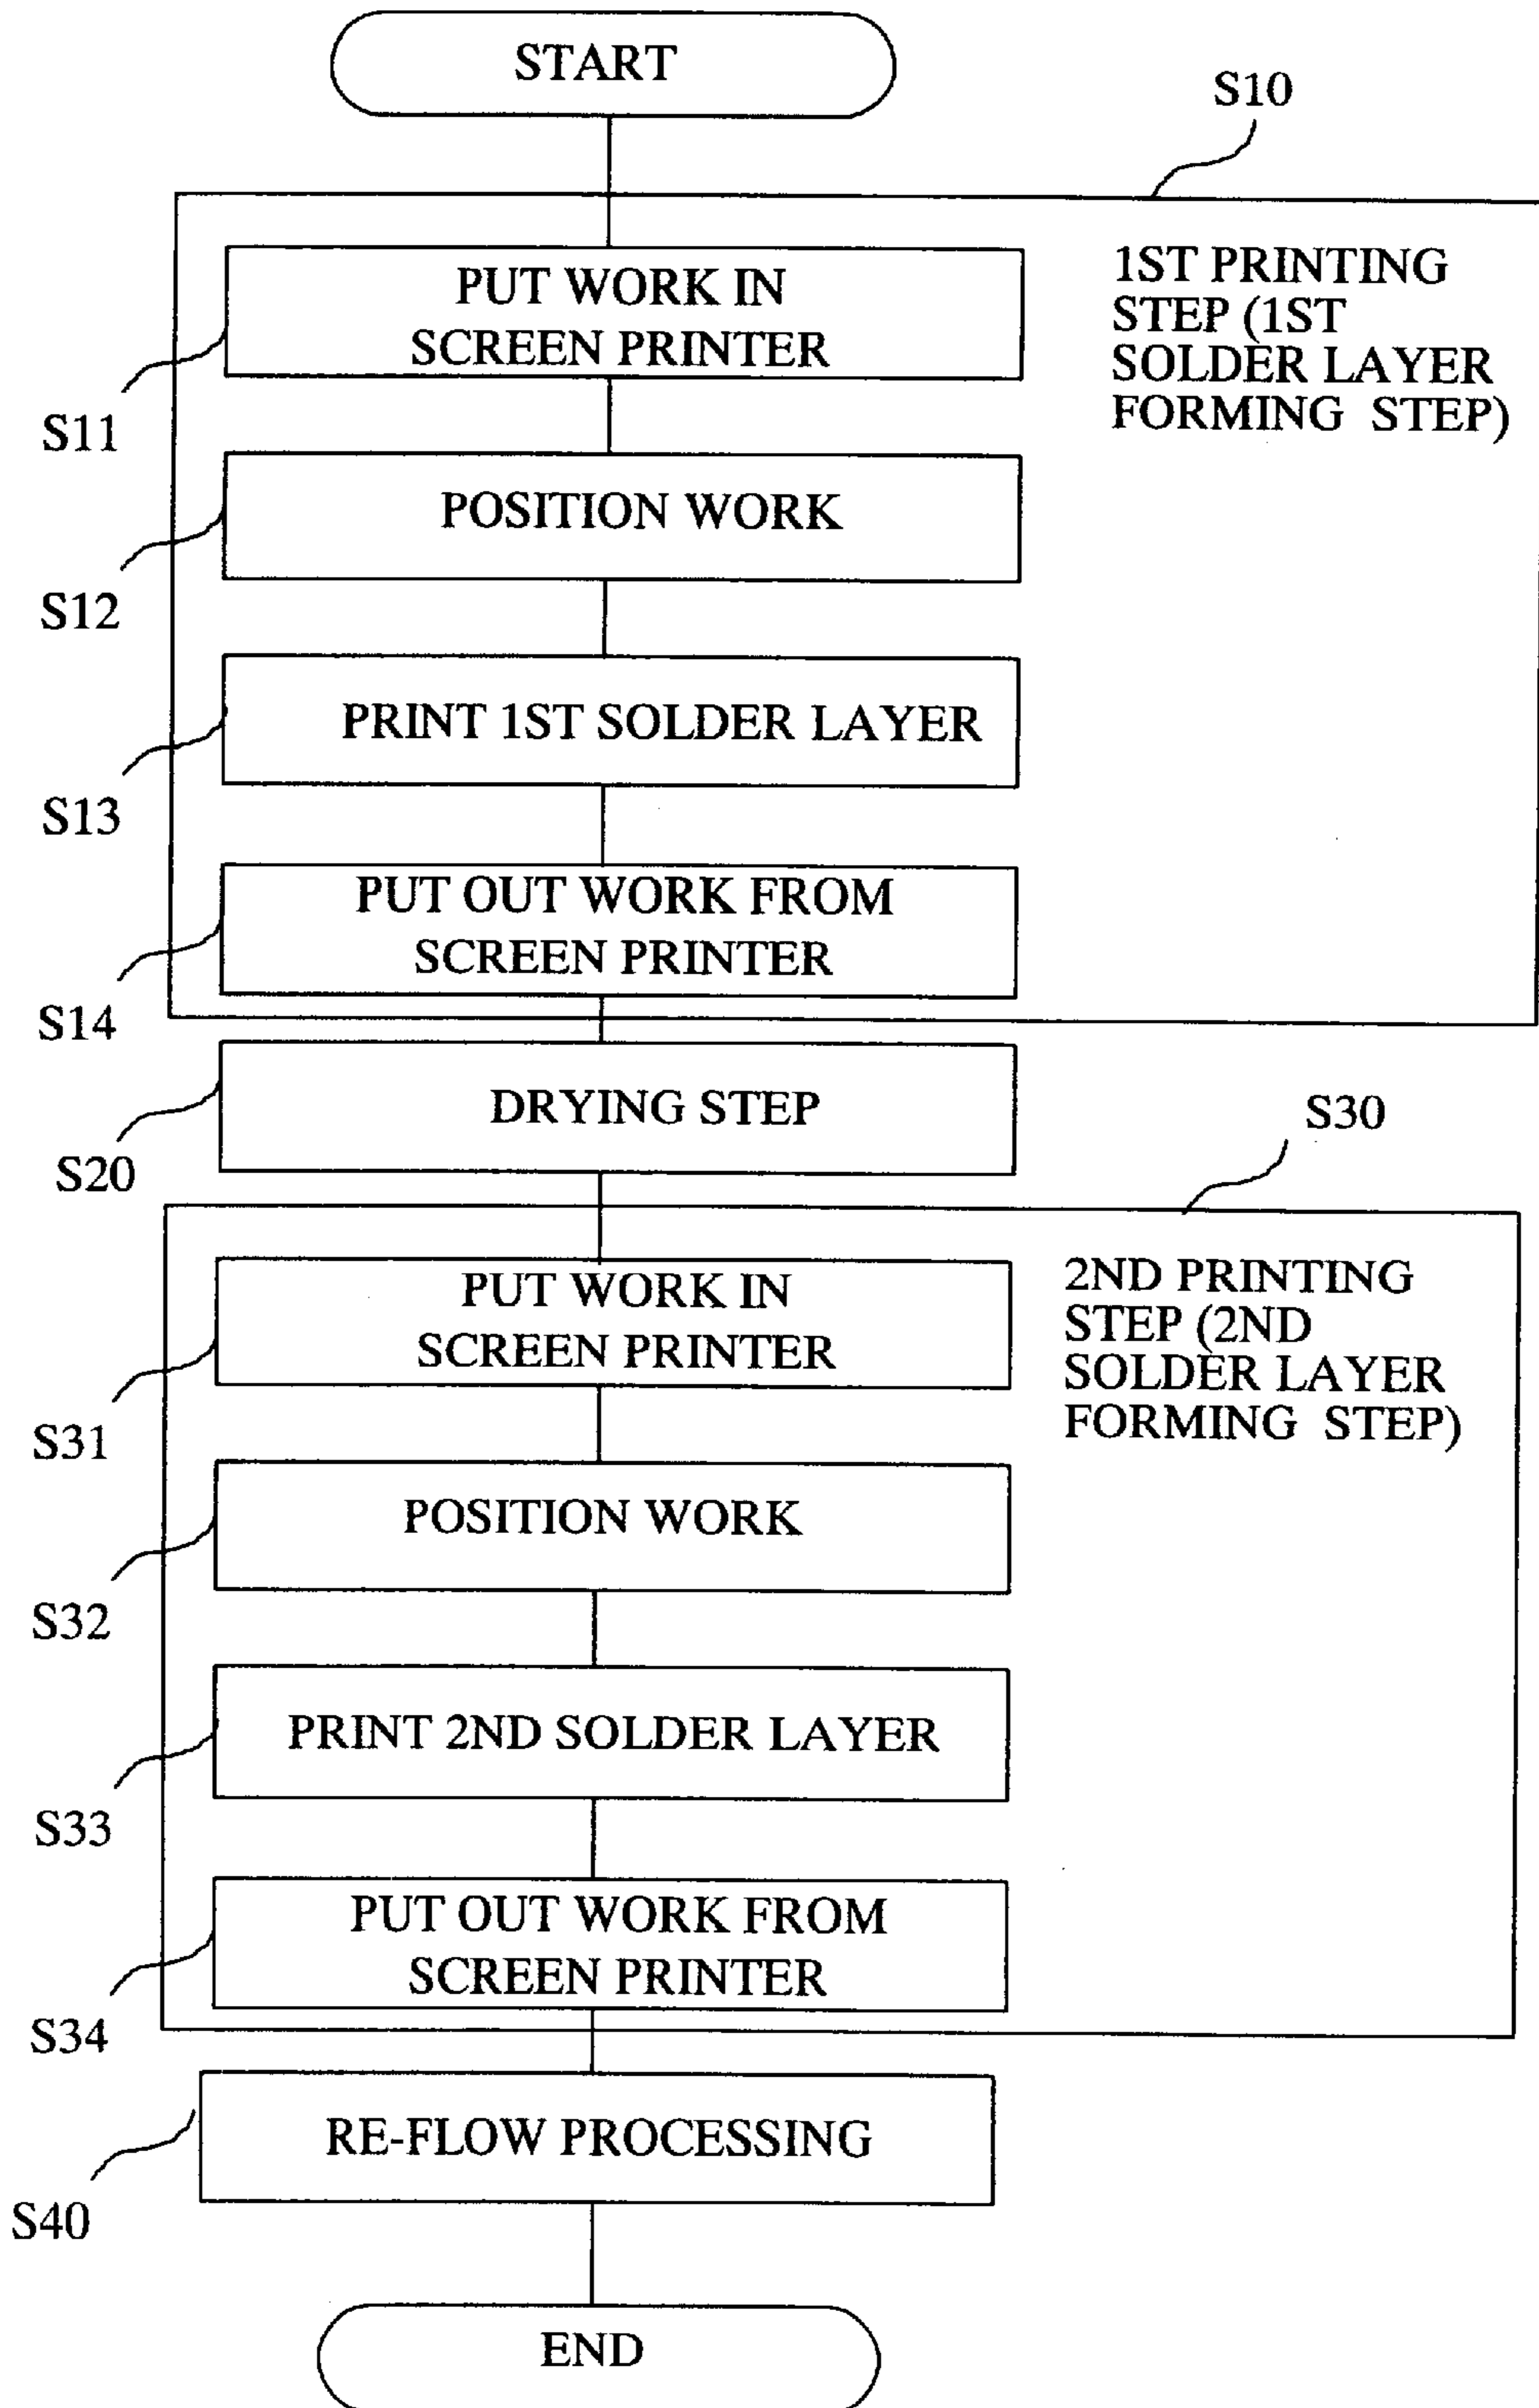 START
S10
PUT WORK IN
SCREEN PRINTER
1ST PRINTING
STEP (1ST
SOLDER LAYER
FORMING STEP)
S11
POSITION WORK
S12
PRINT 1ST SOLDER LAYER
S13
PUT OUT WORK FROM
SCREEN PRINTER
S14
DRYING STEP
S20
S30
PUT WORK IN
SCREEN PRINTER
2ND PRINTING
STEP (2ND
SOLDER LAYER
FORMING STEP)
S31
POSITION WORK
S32
PRINT 2ND SOLDER LAYER
S33
PUT OUT WORK FROM
SCREEN PRINTER
S34
RE-FLOW PROCESSING
S40
END